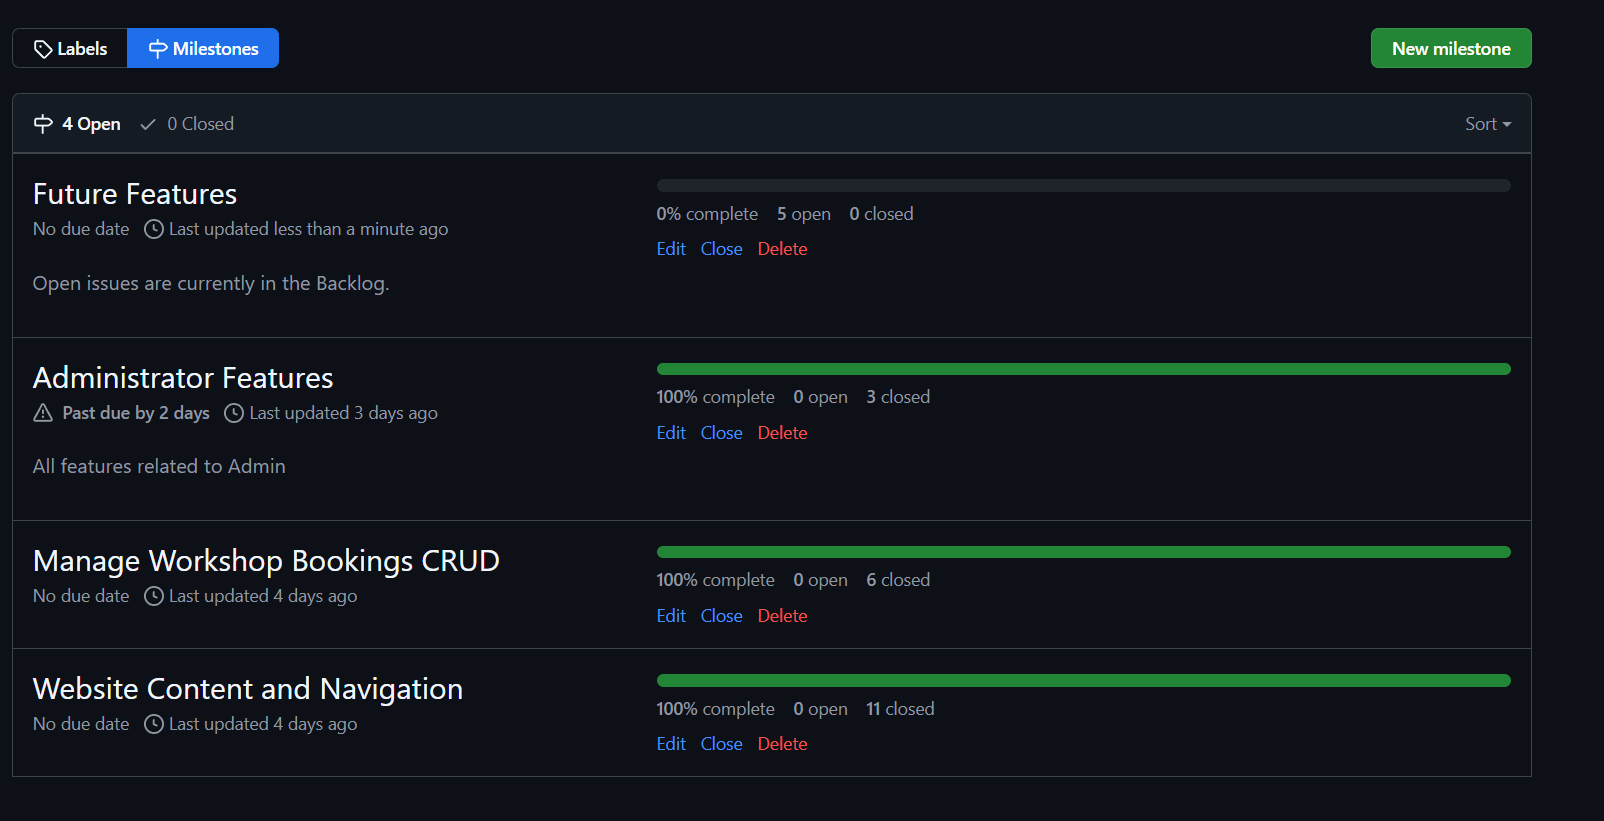 Labels Milestones New milestone
4 Open 0 Closed Sort
Future Features
No due date Last updated less than a minute ago
Open issues are currently in the Backlog.
0% complete 5 open 0 closed
Edit Close Delete
Administrator Features
Past due by 2 days Last updated 3 days ago
All features related to Admin
100% complete 0 open 3 closed
Edit Close Delete
Manage Workshop Bookings CRUD
No due date Last updated 4 days ago
100% complete 0 open 6 closed
Edit Close Delete
Website Content and Navigation
No due date Last updated 4 days ago
100% complete 0 open 11 closed
Edit Close Delete